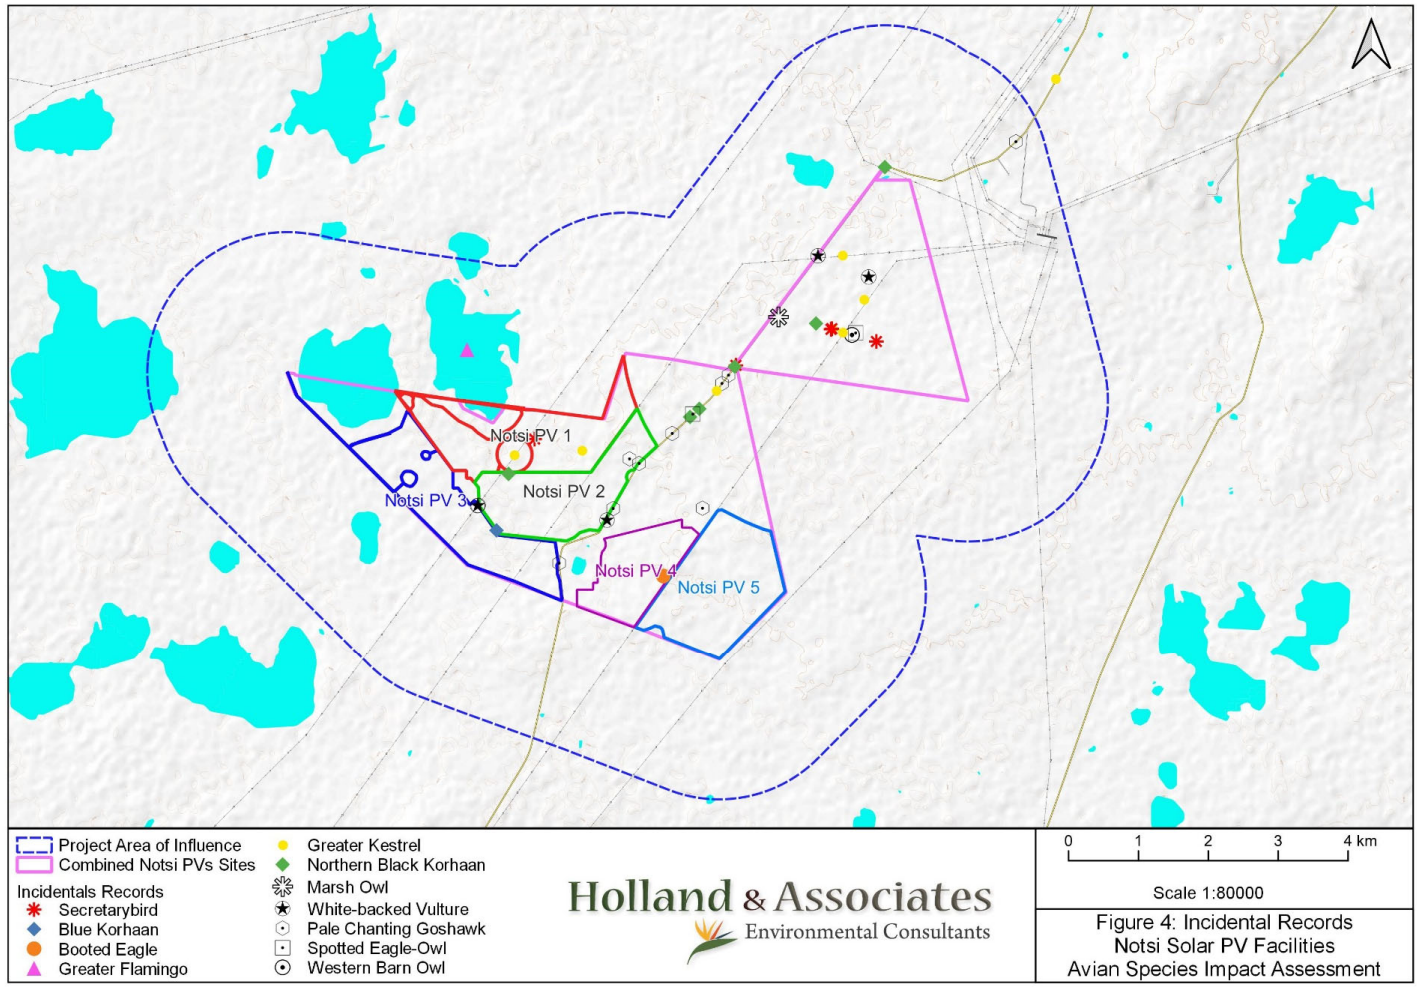 Notsi PV 1
Notsi PV 2
Notsi PV 3
Notsi PV 4
Notsi PV 5
Project Area of Influence
Combined Notsi PVs Sites
Incidentals Records
Secretarybird
Blue Korhaan
Booted Eagle
Greater Flamingo
Greater Kestrel
Northern Black Korhaan
Marsh Owl
White-backed Vulture
Pale Chanting Goshawk
Spotted Eagle-Owl
Western Barn Owl
Holland & Associates
Environmental Consultants
0 1 2 3 4 km
Scale 1:80000
Figure 4: Incidental Records
Notsi Solar PV Facilities
Avian Species Impact Assessment